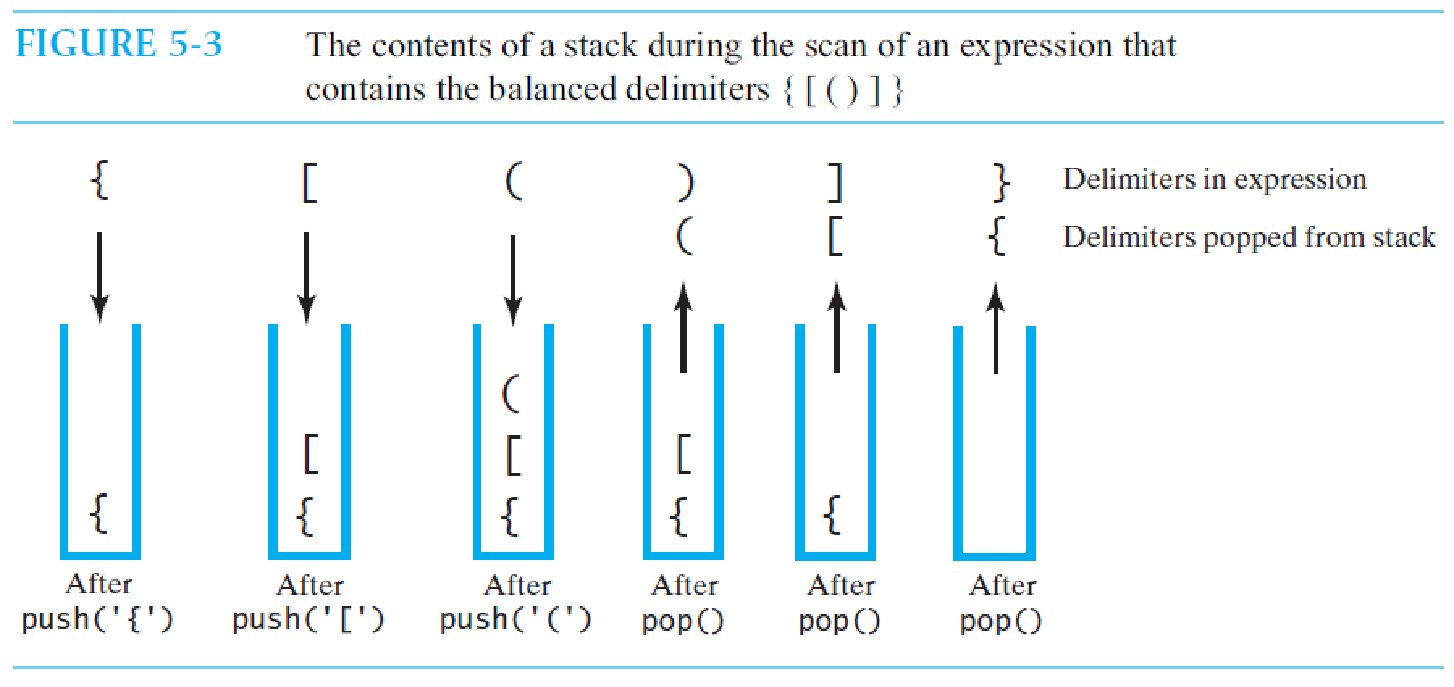 FIGURE 5-3 The contents of a stack during the scan of an expression that
contains the balanced delimiters { [ ( ) ] }
{ [ ( ) ] } Delimiters in expression
( [ { Delimiters popped from stack
(
[ [ [
{ { { { {
After After After After After After
push('{') push('[') push('(') pop() pop() pop()